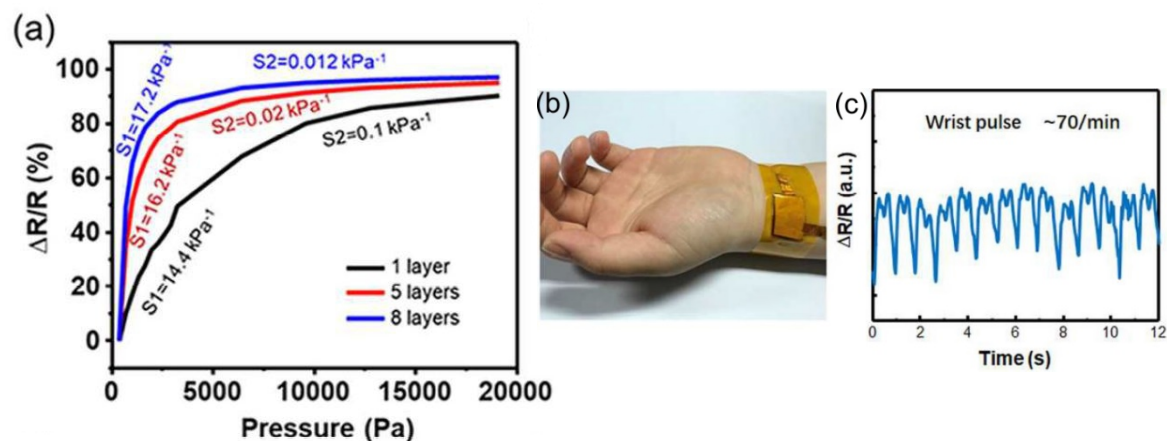 (a)
ΔR/R (%)
100
80
60
40
20
0
S1=17.2 kPa⁻¹
S2=0.012 kPa⁻¹
S1=16.2 kPa⁻¹
S2=0.02 kPa⁻¹
S1=14.4 kPa⁻¹
S2=0.1 kPa⁻¹
1 layer
5 layers
8 layers
0 5000 10000 15000 20000
Pressure (Pa)
(b)
(c)
Wrist pulse ~70/min
ΔR/R (a.u.)
0 2 4 6 8 10 12
Time (s)